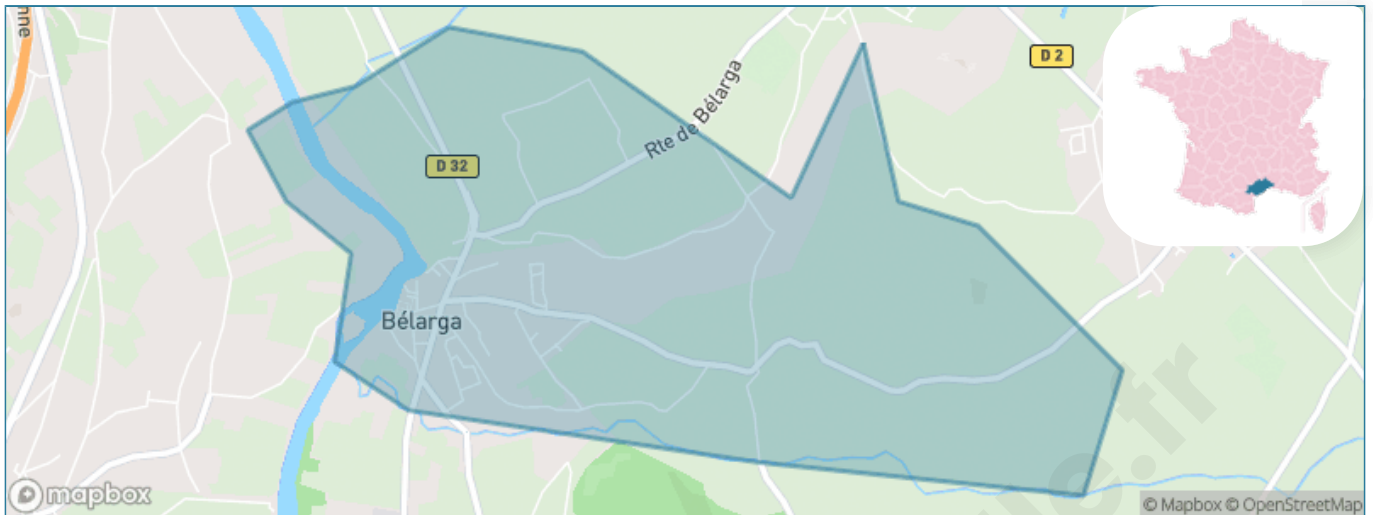 nne
D 2
Rte de Bélarga
D 32
Bélarga
mapbox
© Mapbox © OpenStreetMap